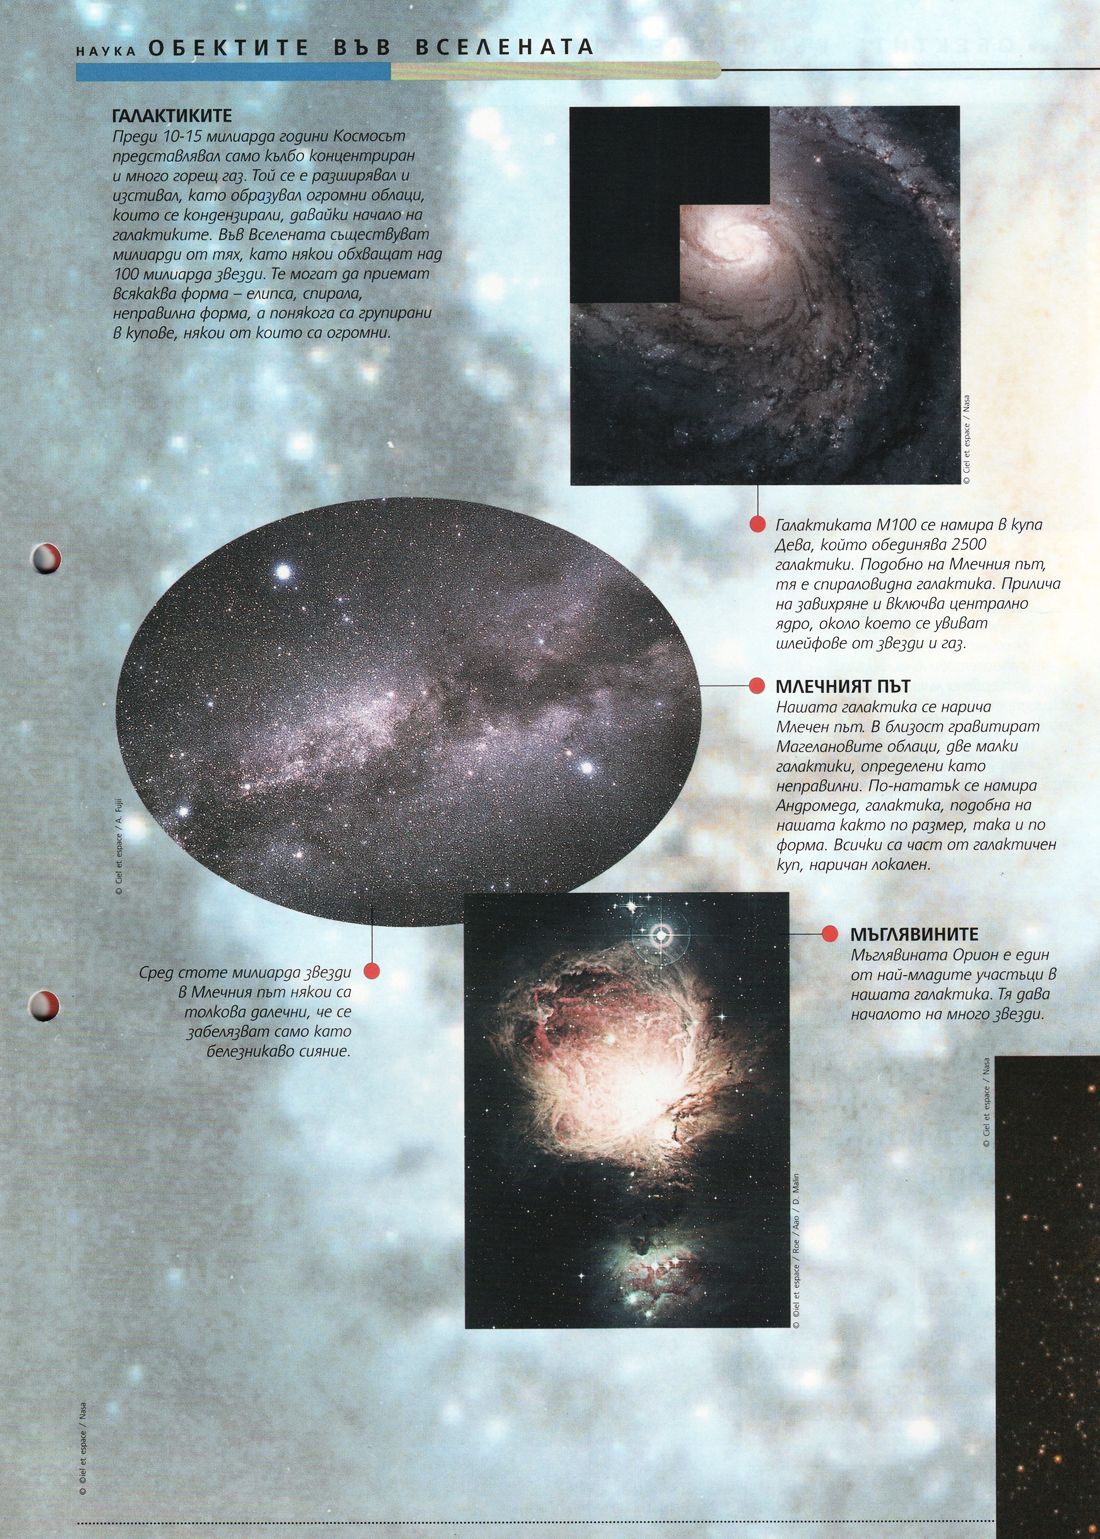 НАУКА ОБЕКТИТЕ ВЪВ ВСЕЛЕНАТА
ГАЛАКТИКИТЕ
Преди 10-15 милиарда години Космосът
представлявал само кълбо концентриран
и много горещ газ. Той се е разширявал и
изстивал, като образувал огромни облаци,
които се кондензирали, давайки начало на
галактиките. Във Вселената съществуват
милиарди от тях, като някои обхващат над
100 милиарда звезди. Те могат да приемат
всякаква форма – елипса, спирала,
неправилна форма, а понякога са групирани
в купове, някои от които са огромни.
© Ciel et espace / Nasa
Галактиката М100 се намира в купа
Дева, който обединява 2500
галактики. Подобно на Млечния път,
тя е спираловидна галактика. Прилича
на завихряне и включва централно
ядро, около което се увиват
шлейфове от звезди и газ.
МЛЕЧНИЯТ ПЪТ
Нашата галактика се нарича
Млечен път. В близост гравитират
Магелановите облаци, две малки
галактики, определени като
неправилни. По-нататък се намира
Андромеда, галактика, подобна на
нашата както по размер, така и по
форма. Всички са част от галактичен
куп, наричан локален.
© Ciel et espace / A. Fujii
Сред стоте милиарда звезди
в Млечния път някои са
толкова далечни, че се
забелязват само като
белезникаво сияние.
МЪГЛЯВИНИТЕ
Мъглявината Орион е един
от най-младите участъци в
нашата галактика. Тя дава
началото на много звезди.
© Ciel et espace / Nasa
© ©iel et espace / Roe / Aao / D. Malin
© ©iel et espace / Nasa